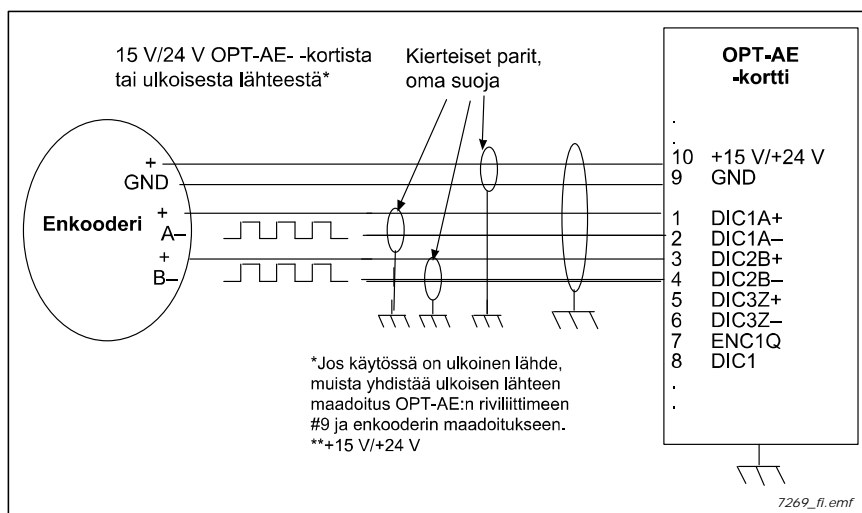 15 V/24 V OPT-AE- -kortista
tai ulkoisesta lähteestä*
Kierteiset parit,
oma suoja
OPT-AE
-kortti
.
.
10 +15 V/+24 V
9 GND
1 DIC1A+
2 DIC1A–
3 DIC2B+
4 DIC2B–
5 DIC3Z+
6 DIC3Z–
7 ENC1Q
8 DIC1
.
.
Enkooderi
+
GND
+
A–
+
B–
*Jos käytössä on ulkoinen lähde,
muista yhdistää ulkoisen lähteen
maadoitus OPT-AE:n riviliittimeen
#9 ja enkooderin maadoitukseen.
**+15 V/+24 V
7269_fi.emf